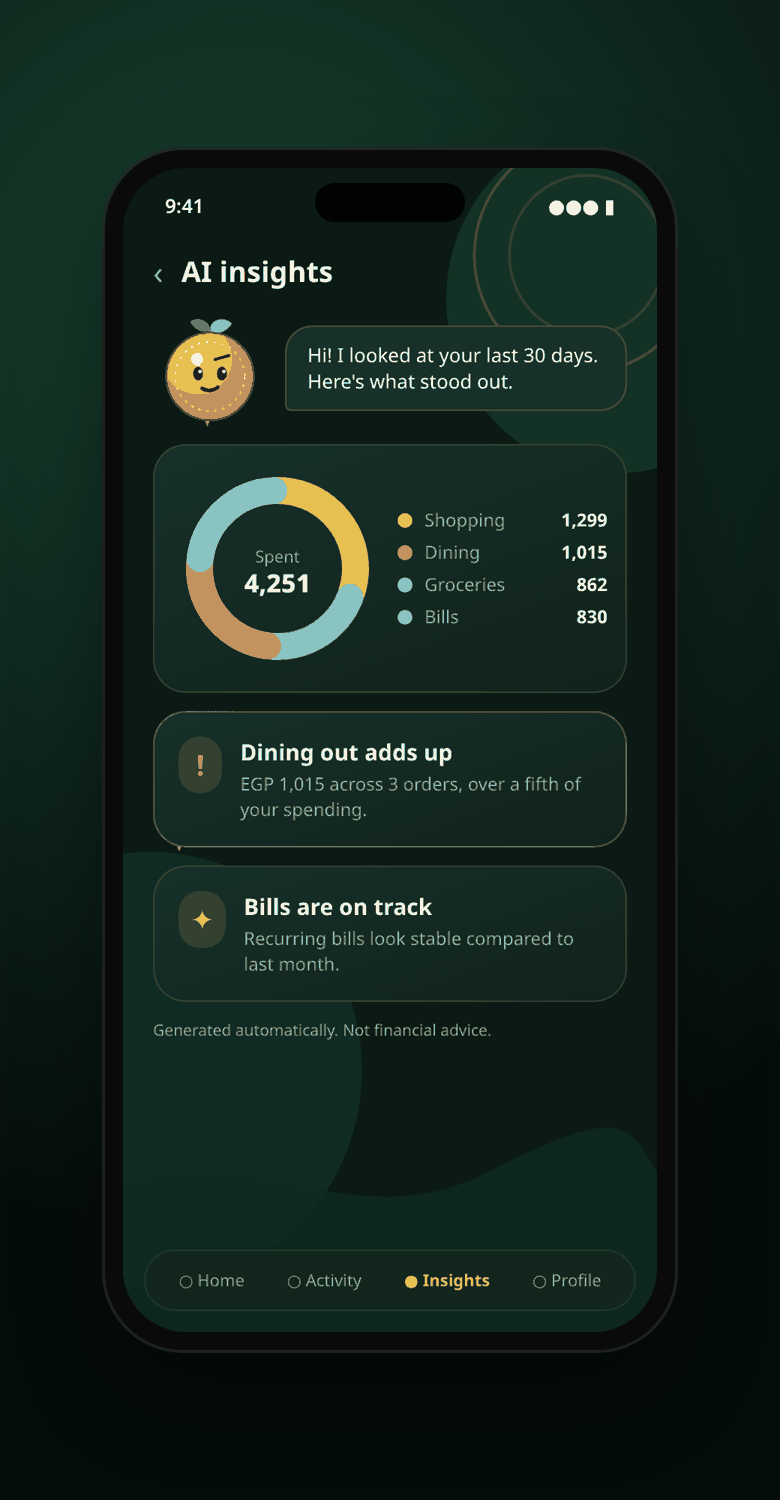 9:41
‹ AI insights
Hi! I looked at your last 30 days.
Here's what stood out.
Spent
4,251
Shopping 1,299
Dining 1,015
Groceries 862
Bills 830
!
Dining out adds up
EGP 1,015 across 3 orders, over a fifth of
your spending.
Bills are on track
Recurring bills look stable compared to
last month.
Generated automatically. Not financial advice.
Home Activity Insights Profile